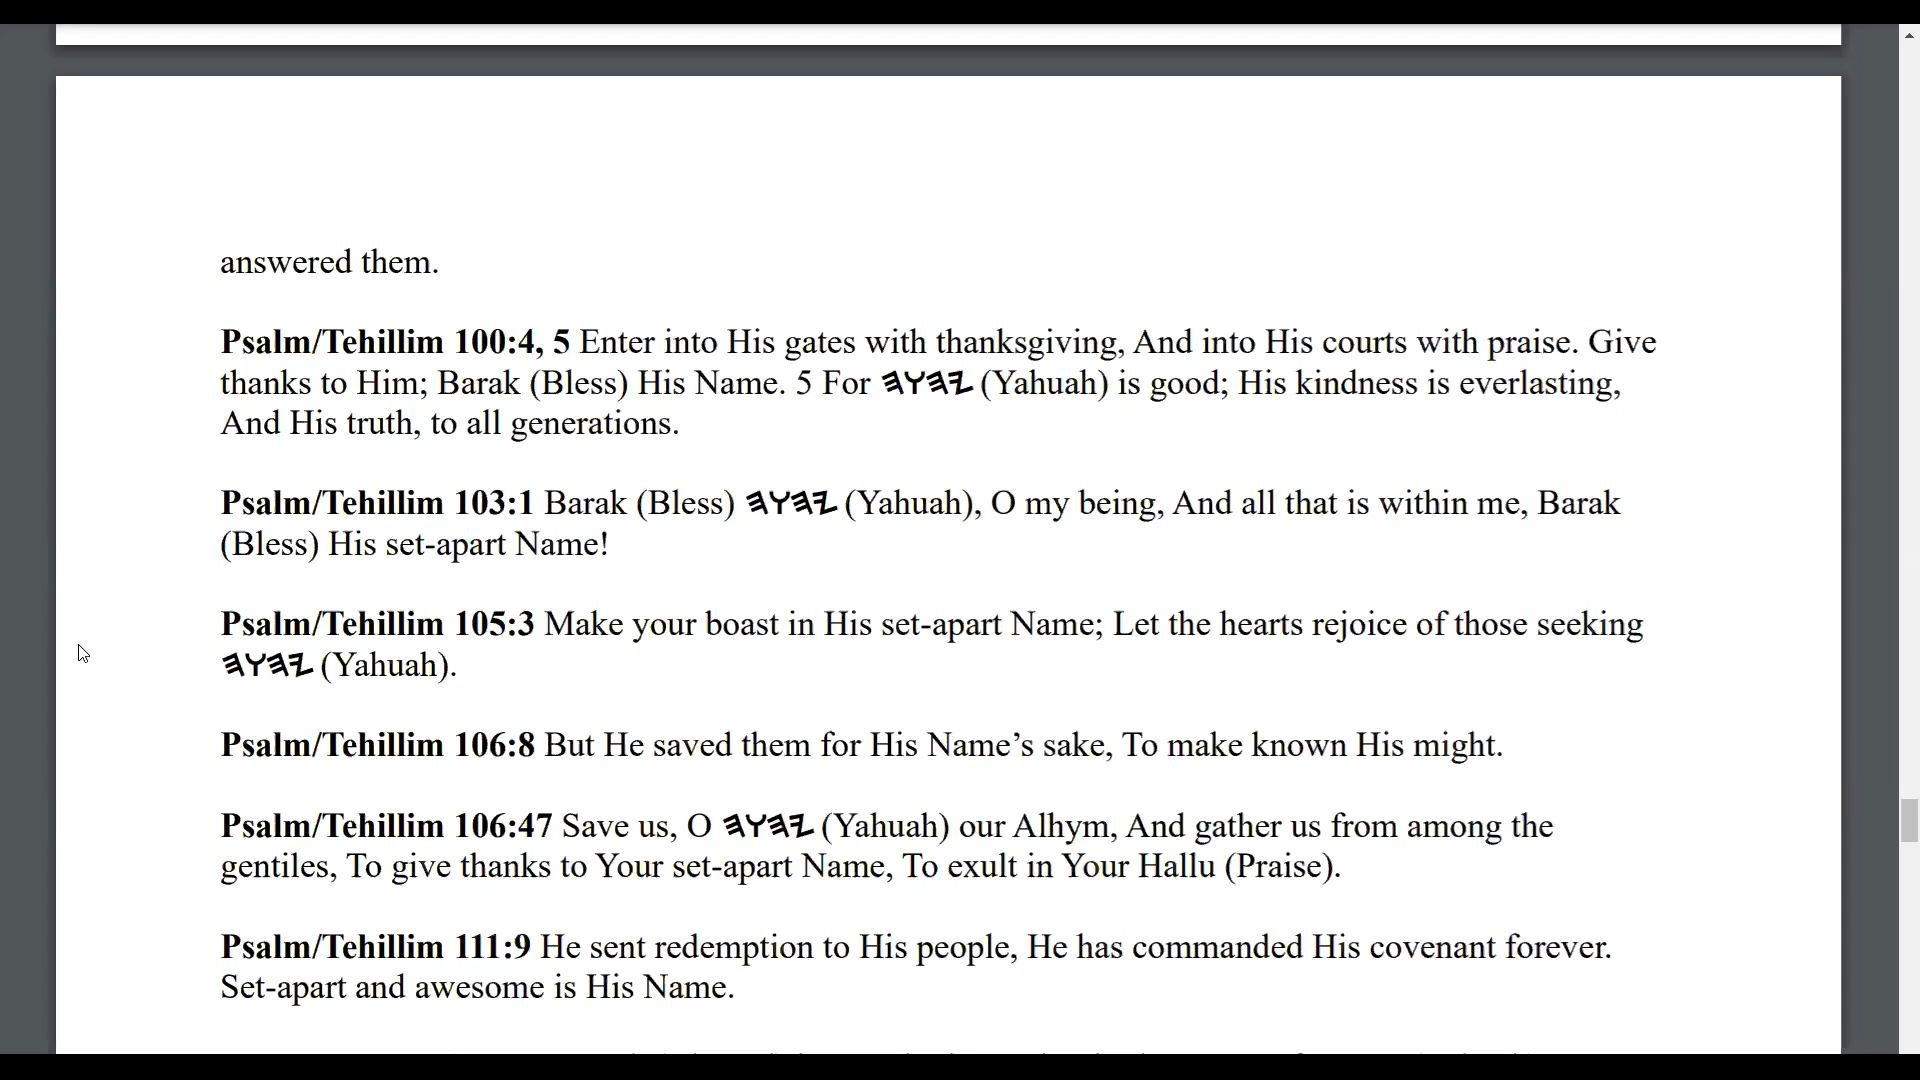 answered them.
Psalm/Tehillim 100:4, 5 Enter into His gates with thanksgiving, And into His courts with praise. Give
thanks to Him; Barak (Bless) His Name. 5 For 𐤉𐤄𐤅𐤄 (Yahuah) is good; His kindness is everlasting,
And His truth, to all generations.
Psalm/Tehillim 103:1 Barak (Bless) 𐤉𐤄𐤅𐤄 (Yahuah), O my being, And all that is within me, Barak
(Bless) His set-apart Name!
Psalm/Tehillim 105:3 Make your boast in His set-apart Name; Let the hearts rejoice of those seeking
𐤉𐤄𐤅𐤄 (Yahuah).
Psalm/Tehillim 106:8 But He saved them for His Name’s sake, To make known His might.
Psalm/Tehillim 106:47 Save us, O 𐤉𐤄𐤅𐤄 (Yahuah) our Alhym, And gather us from among the
gentiles, To give thanks to Your set-apart Name, To exult in Your Hallu (Praise).
Psalm/Tehillim 111:9 He sent redemption to His people, He has commanded His covenant forever.
Set-apart and awesome is His Name.